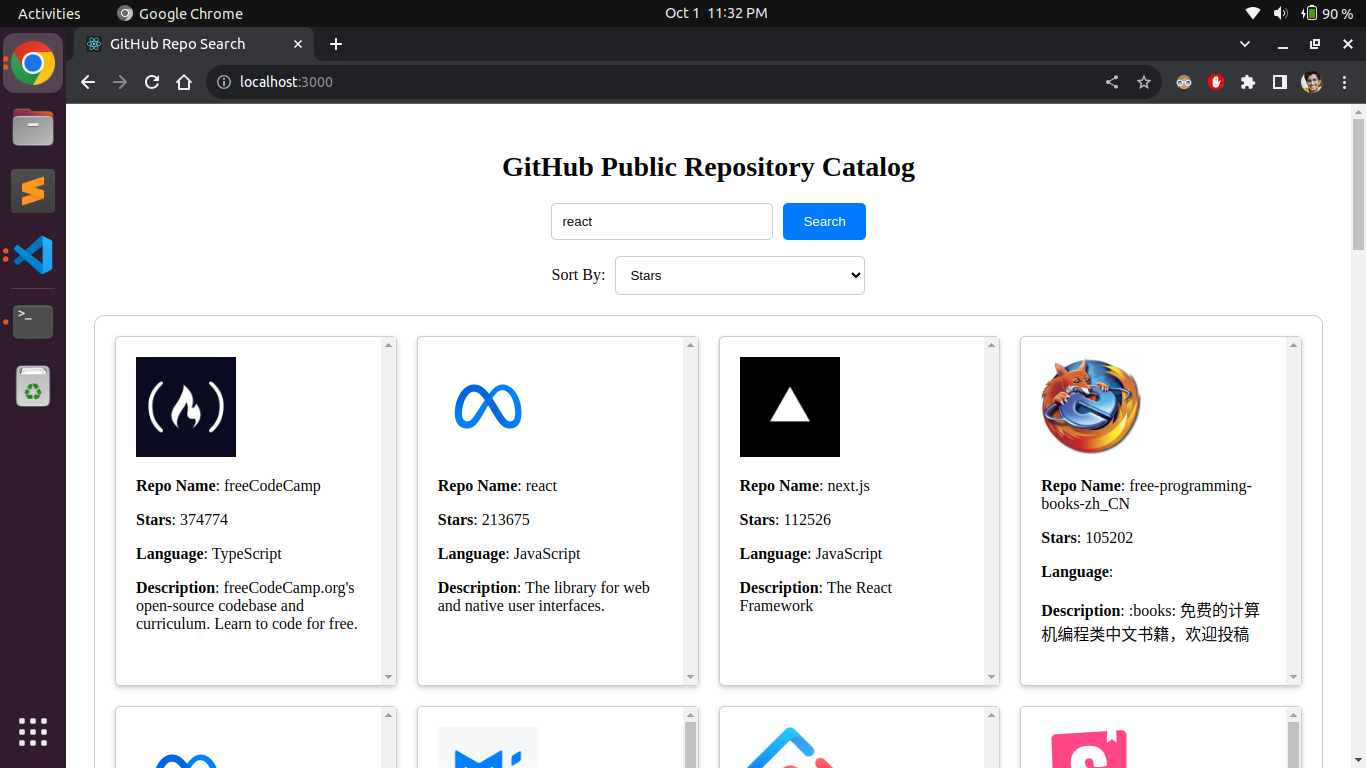 Activities
Google Chrome
Oct 1 11:32 PM
90 %
GitHub Repo Search
localhost:3000
GitHub Public Repository Catalog
react
Search
Sort By:
Stars
Repo Name: freeCodeCamp
Stars: 374774
Language: TypeScript
Description: freeCodeCamp.org's
open-source codebase and
curriculum. Learn to code for free.
Repo Name: react
Stars: 213675
Language: JavaScript
Description: The library for web
and native user interfaces.
Repo Name: next.js
Stars: 112526
Language: JavaScript
Description: The React
Framework
Repo Name: free-programming-
books-zh_CN
Stars: 105202
Language:
Description: :books: 免费的计算
机编程类中文书籍，欢迎投稿